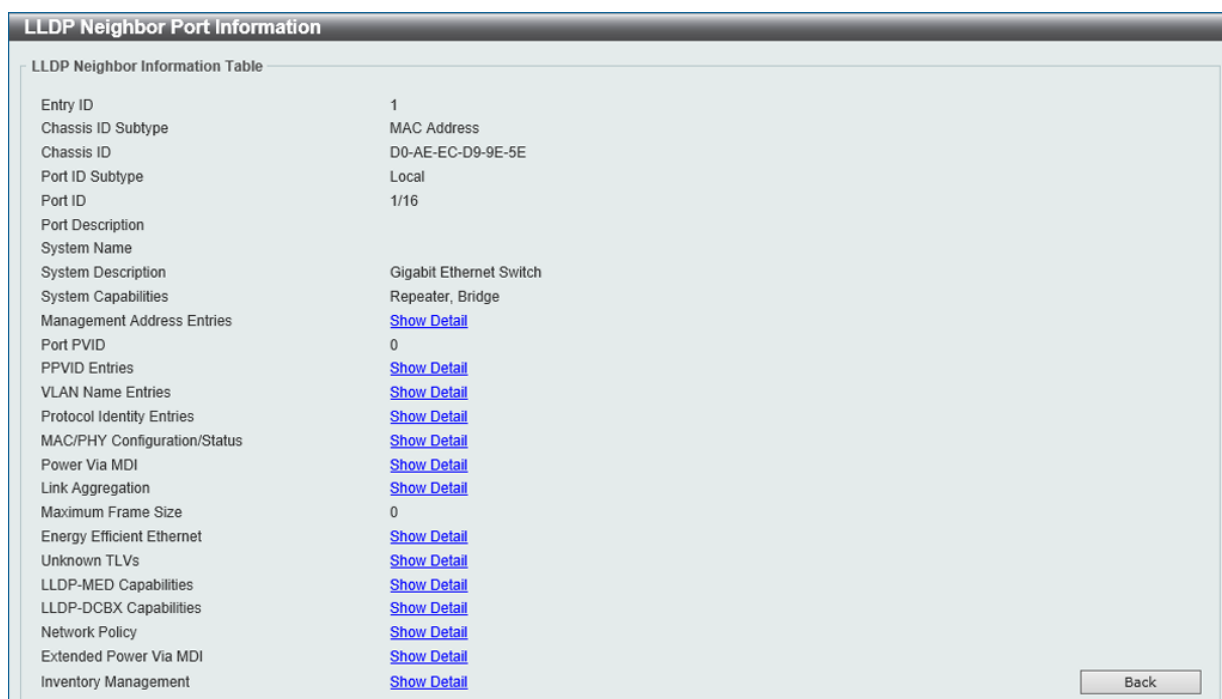 LLDP Neighbor Port Information
LLDP Neighbor Information Table
Entry ID 1
Chassis ID Subtype MAC Address
Chassis ID D0-AE-EC-D9-9E-5E
Port ID Subtype Local
Port ID 1/16
Port Description
System Name
System Description Gigabit Ethernet Switch
System Capabilities Repeater, Bridge
Management Address Entries Show Detail
Port PVID 0
PPVID Entries Show Detail
VLAN Name Entries Show Detail
Protocol Identity Entries Show Detail
MAC/PHY Configuration/Status Show Detail
Power Via MDI Show Detail
Link Aggregation Show Detail
Maximum Frame Size 0
Energy Efficient Ethernet Show Detail
Unknown TLVs Show Detail
LLDP-MED Capabilities Show Detail
LLDP-DCBX Capabilities Show Detail
Network Policy Show Detail
Extended Power Via MDI Show Detail
Inventory Management Show Detail Back